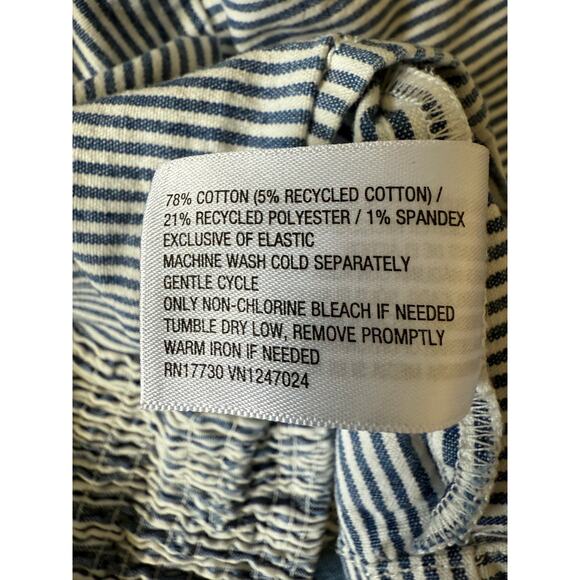 78% COTTON (5% RECYCLED COTTON) /
21% RECYCLED POLYESTER / 1% SPANDEX
EXCLUSIVE OF ELASTIC
MACHINE WASH COLD SEPARATELY
GENTLE CYCLE
ONLY NON-CHLORINE BLEACH IF NEEDED
TUMBLE DRY LOW, REMOVE PROMPTLY
WARM IRON IF NEEDED
RN17730 VN1247024